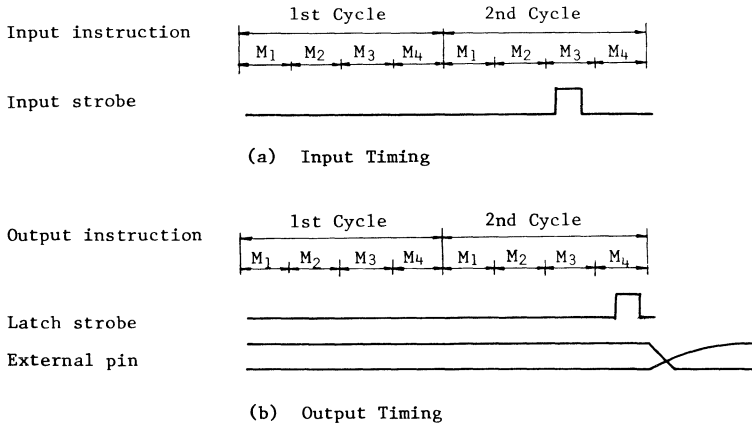 1st Cycle 2nd Cycle
Input instruction
M1 M2 M3 M4 M1 M2 M3 M4
Input strobe
(a) Input Timing
1st Cycle 2nd Cycle
Output instruction
M1 M2 M3 M4 M1 M2 M3 M4
Latch strobe
External pin
(b) Output Timing